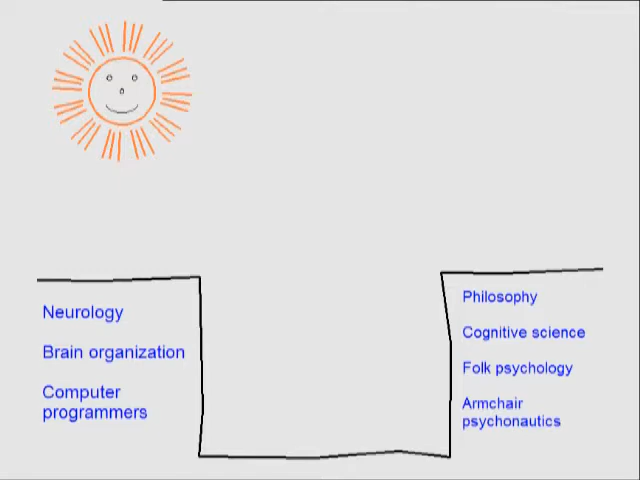 Neurology
Brain organization
Computer
programmers
Philosophy
Cognitive science
Folk psychology
Armchair
psychonautics